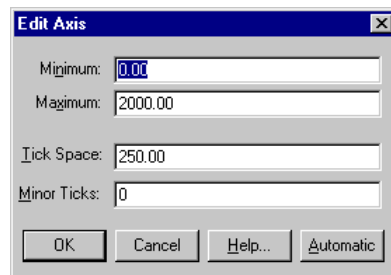 Edit Axis
Minimum: 0.00
Maximum: 2000.00
Tick Space: 250.00
Minor Ticks: 0
OK Cancel Help... Automatic